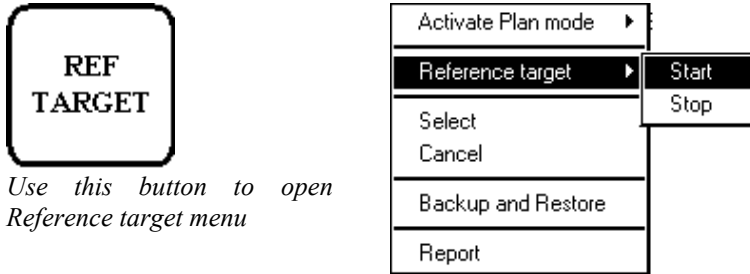 REF
TARGET
Use this button to open
Reference target menu
Activate Plan mode
Reference target
Start
Stop
Select
Cancel
Backup and Restore
Report